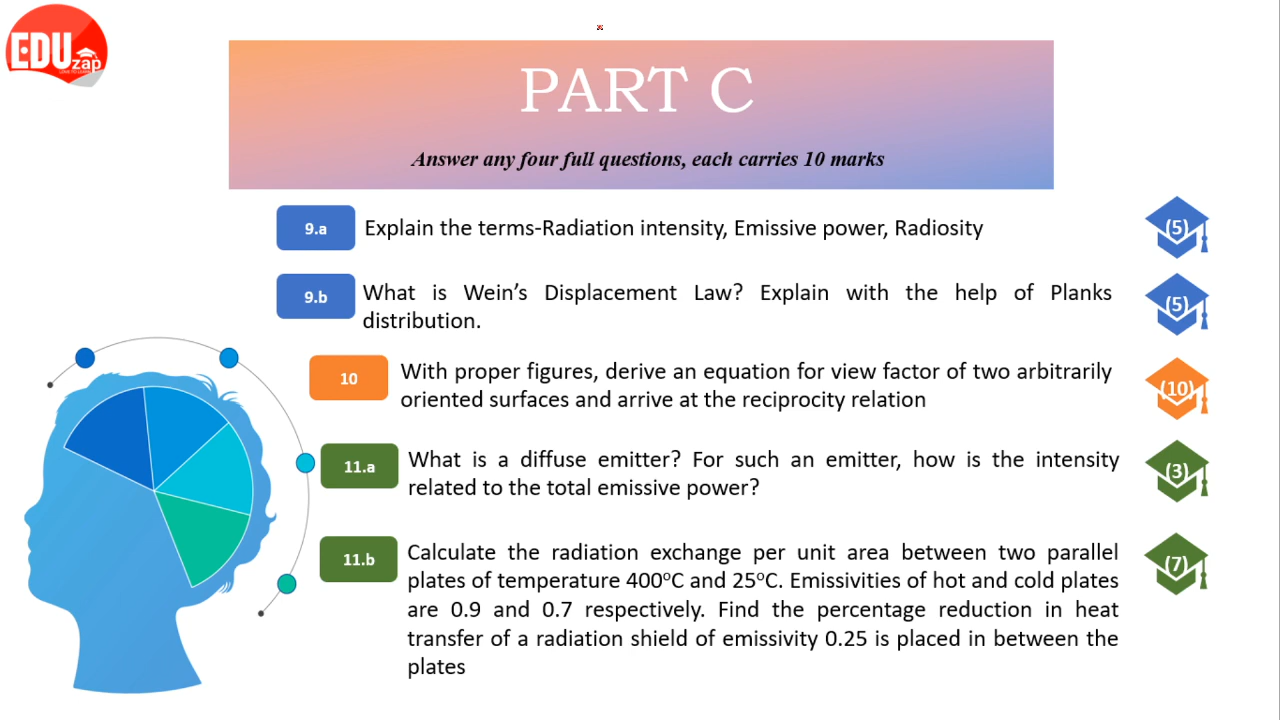 EDU
zap
PART C
Answer any four full questions, each carries 10 marks
9.a Explain the terms-Radiation intensity, Emissive power, Radiosity (5)
9.b What is Wein's Displacement Law? Explain with the help of Planks (5)
distribution.
10 With proper figures, derive an equation for view factor of two arbitrarily (10)
oriented surfaces and arrive at the reciprocity relation
11.a What is a diffuse emitter? For such an emitter, how is the intensity (3)
related to the total emissive power?
11.b Calculate the radiation exchange per unit area between two parallel (7)
plates of temperature 400°C and 25°C. Emissivities of hot and cold plates
are 0.9 and 0.7 respectively. Find the percentage reduction in heat
transfer of a radiation shield of emissivity 0.25 is placed in between the
plates